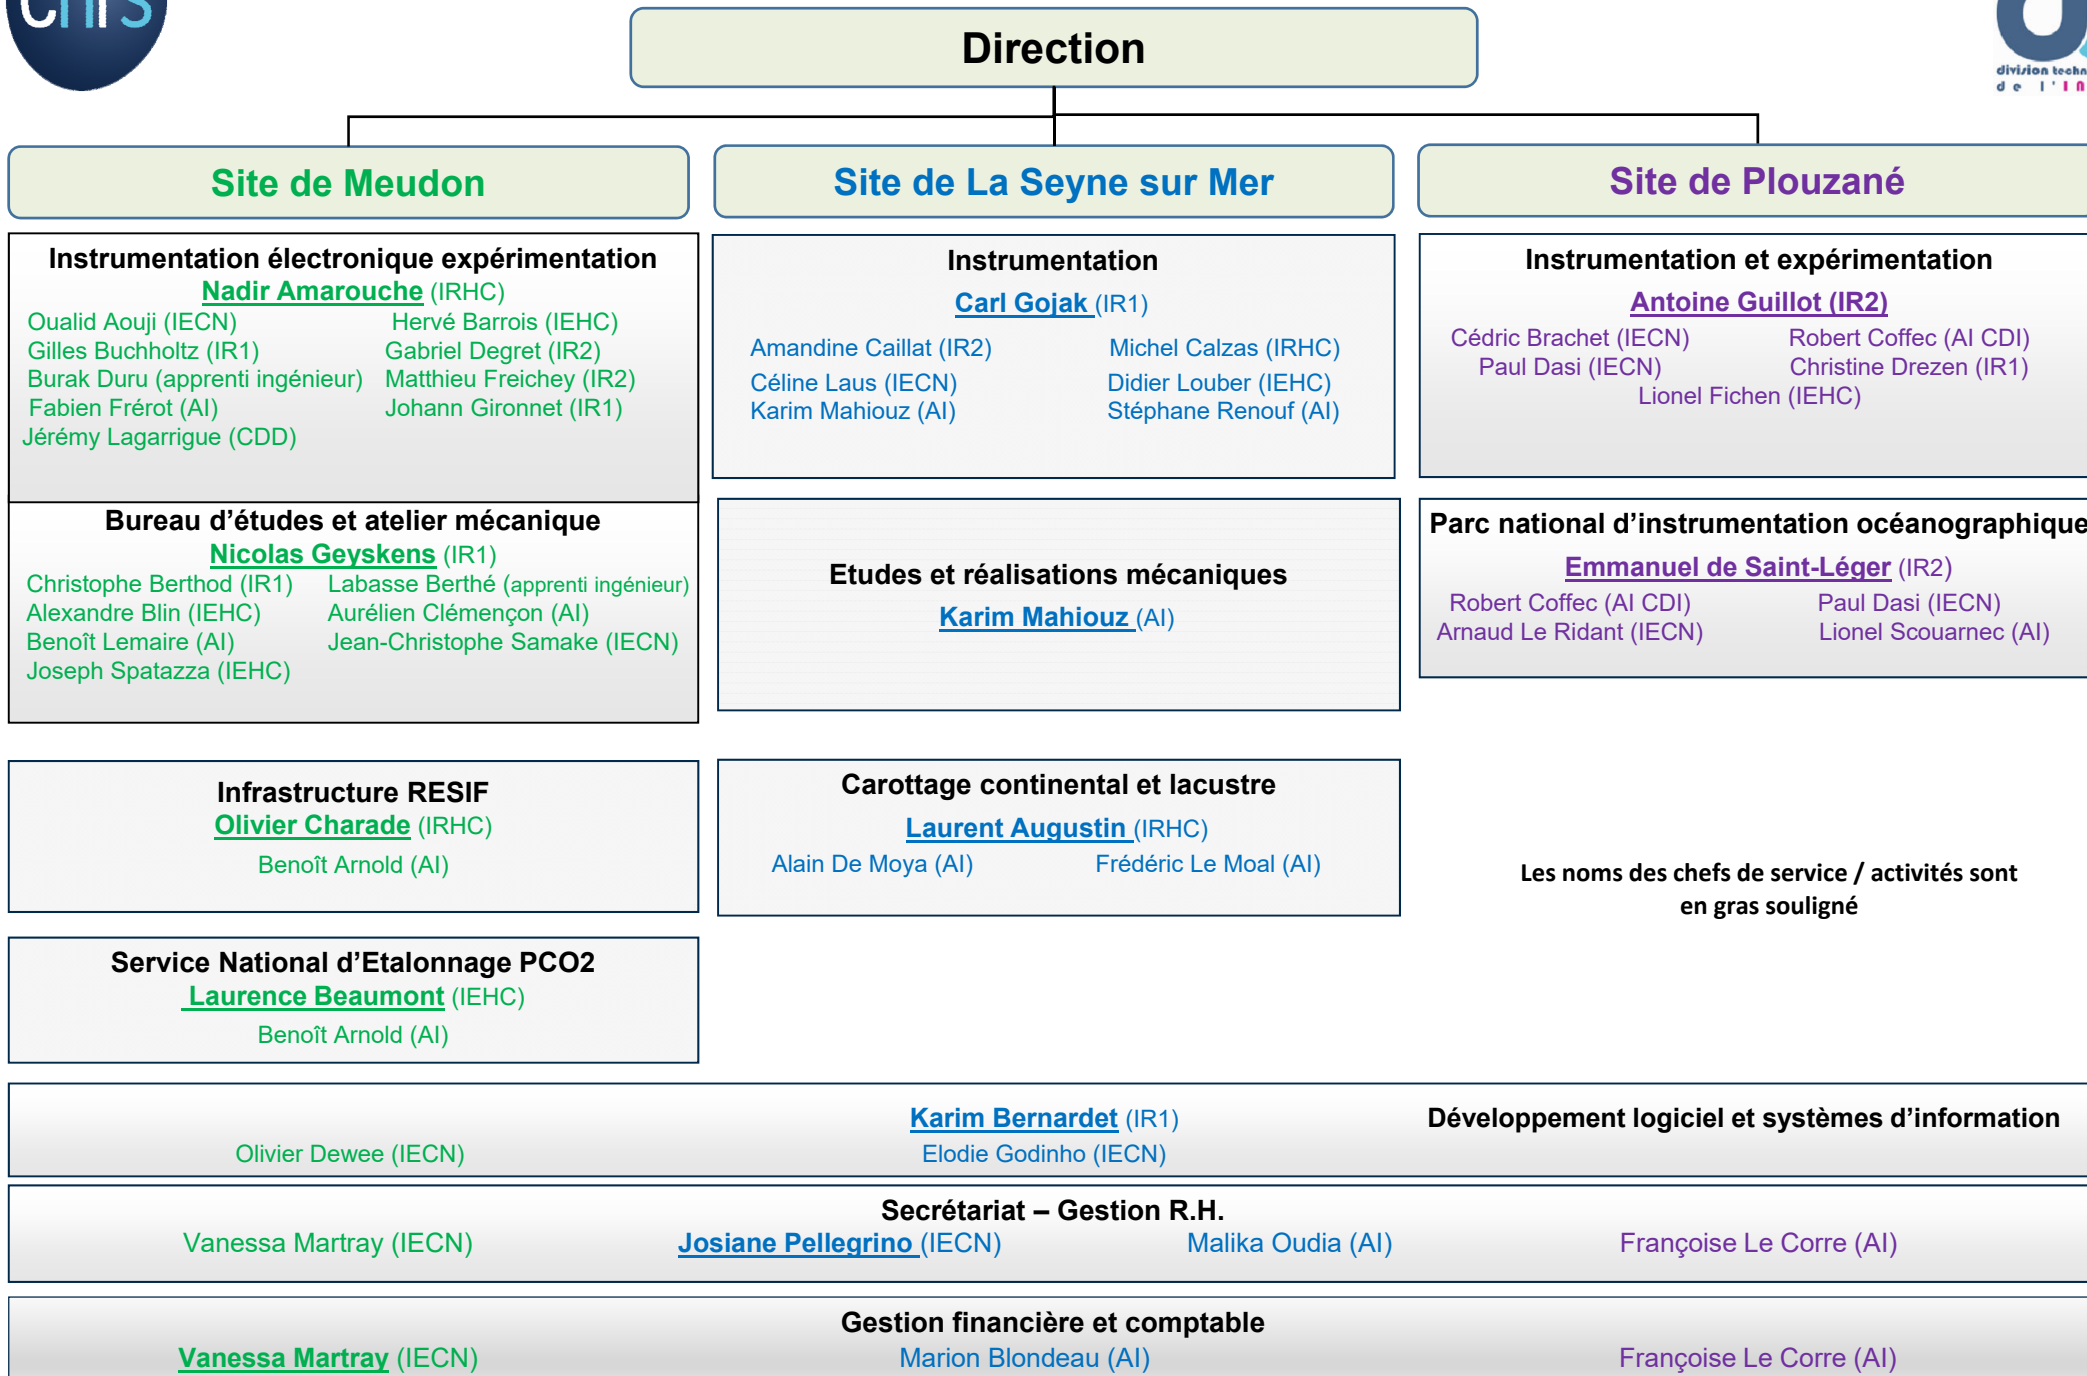 cnrs
Direction
division techn
de l'IN
Site de Meudon
Site de La Seyne sur Mer
Site de Plouzané
Instrumentation électronique expérimentation
Nadir Amarouche (IRHC)
Oualid Aouji (IECN) Hervé Barrois (IEHC)
Gilles Buchholtz (IR1) Gabriel Degret (IR2)
Burak Duru (apprenti ingénieur) Matthieu Freichey (IR2)
Fabien Frérot (AI) Johann Gironnet (IR1)
Jérémy Lagarrigue (CDD)
Instrumentation
Carl Gojak (IR1)
Amandine Caillat (IR2) Michel Calzas (IRHC)
Céline Laus (IECN) Didier Louber (IEHC)
Karim Mahiouz (AI) Stéphane Renouf (AI)
Instrumentation et expérimentation
Antoine Guillot (IR2)
Cédric Brachet (IECN) Robert Coffec (AI CDI)
Paul Dasi (IECN) Christine Drezen (IR1)
Lionel Fichen (IEHC)
Bureau d'études et atelier mécanique
Nicolas Geyskens (IR1)
Christophe Berthod (IR1) Labasse Berthé (apprenti ingénieur)
Alexandre Blin (IEHC) Aurélien Clémençon (AI)
Benoît Lemaire (AI) Jean-Christophe Samake (IECN)
Joseph Spatazza (IEHC)
Etudes et réalisations mécaniques
Karim Mahiouz (AI)
Parc national d'instrumentation océanographique
Emmanuel de Saint-Léger (IR2)
Robert Coffec (AI CDI) Paul Dasi (IECN)
Arnaud Le Ridant (IECN) Lionel Scouarnec (AI)
Infrastructure RESIF
Olivier Charade (IRHC)
Benoît Arnold (AI)
Carottage continental et lacustre
Laurent Augustin (IRHC)
Alain De Moya (AI) Frédéric Le Moal (AI)
Les noms des chefs de service / activités sont
en gras souligné
Service National d'Etalonnage PCO2
Laurence Beaumont (IEHC)
Benoît Arnold (AI)
Karim Bernardet (IR1) Développement logiciel et systèmes d'information
Olivier Dewee (IECN) Elodie Godinho (IECN)
Secrétariat – Gestion R.H.
Vanessa Martray (IECN) Josiane Pellegrino (IECN) Malika Oudia (AI) Françoise Le Corre (AI)
Gestion financière et comptable
Vanessa Martray (IECN) Marion Blondeau (AI) Françoise Le Corre (AI)